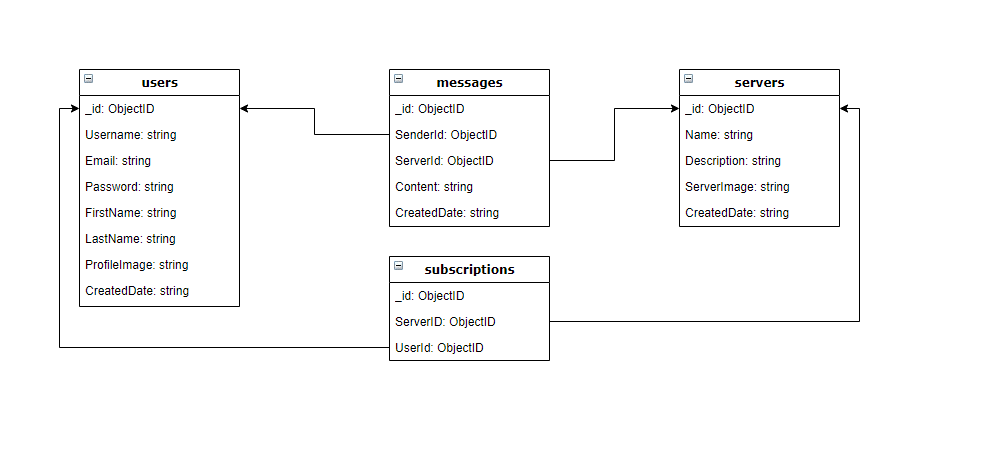 users
_id: ObjectID
Username: string
Email: string
Password: string
FirstName: string
LastName: string
ProfileImage: string
CreatedDate: string
messages
_id: ObjectID
SenderId: ObjectID
ServerId: ObjectID
Content: string
CreatedDate: string
servers
_id: ObjectID
Name: string
Description: string
ServerImage: string
CreatedDate: string
subscriptions
_id: ObjectID
ServerID: ObjectID
UserId: ObjectID